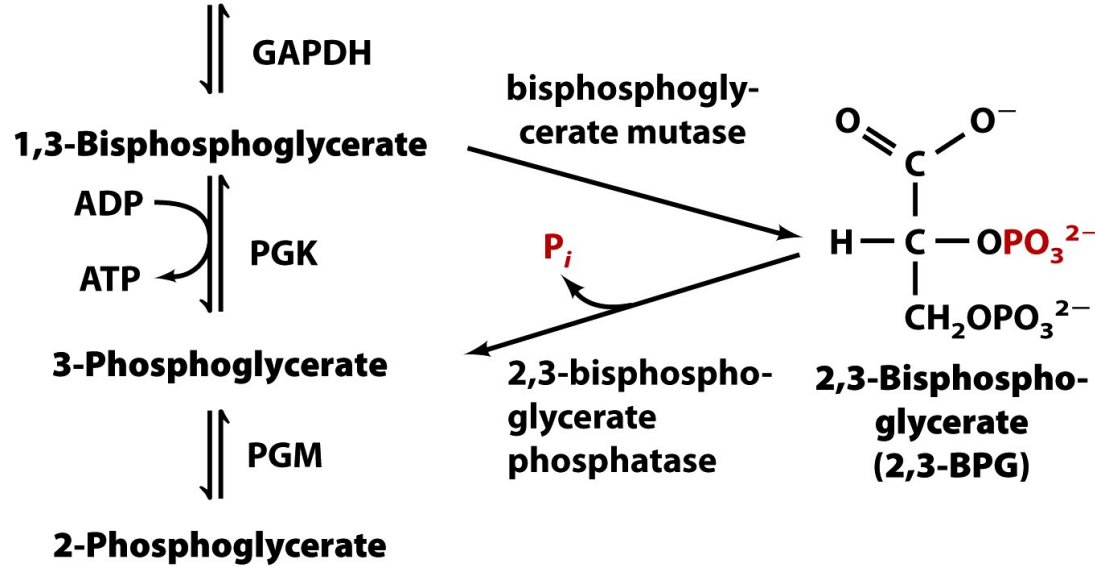 GAPDH
1,3-Bisphosphoglycerate
bisphosphogly-
cerate mutase
ADP
ATP
PGK
P𝑖
3-Phosphoglycerate
2,3-bisphospho-
glycerate
phosphatase
PGM
2-Phosphoglycerate
O
O⁻
C
H
C
OPO₃²⁻
CH₂OPO₃²⁻
2,3-Bisphospho-
glycerate
(2,3-BPG)